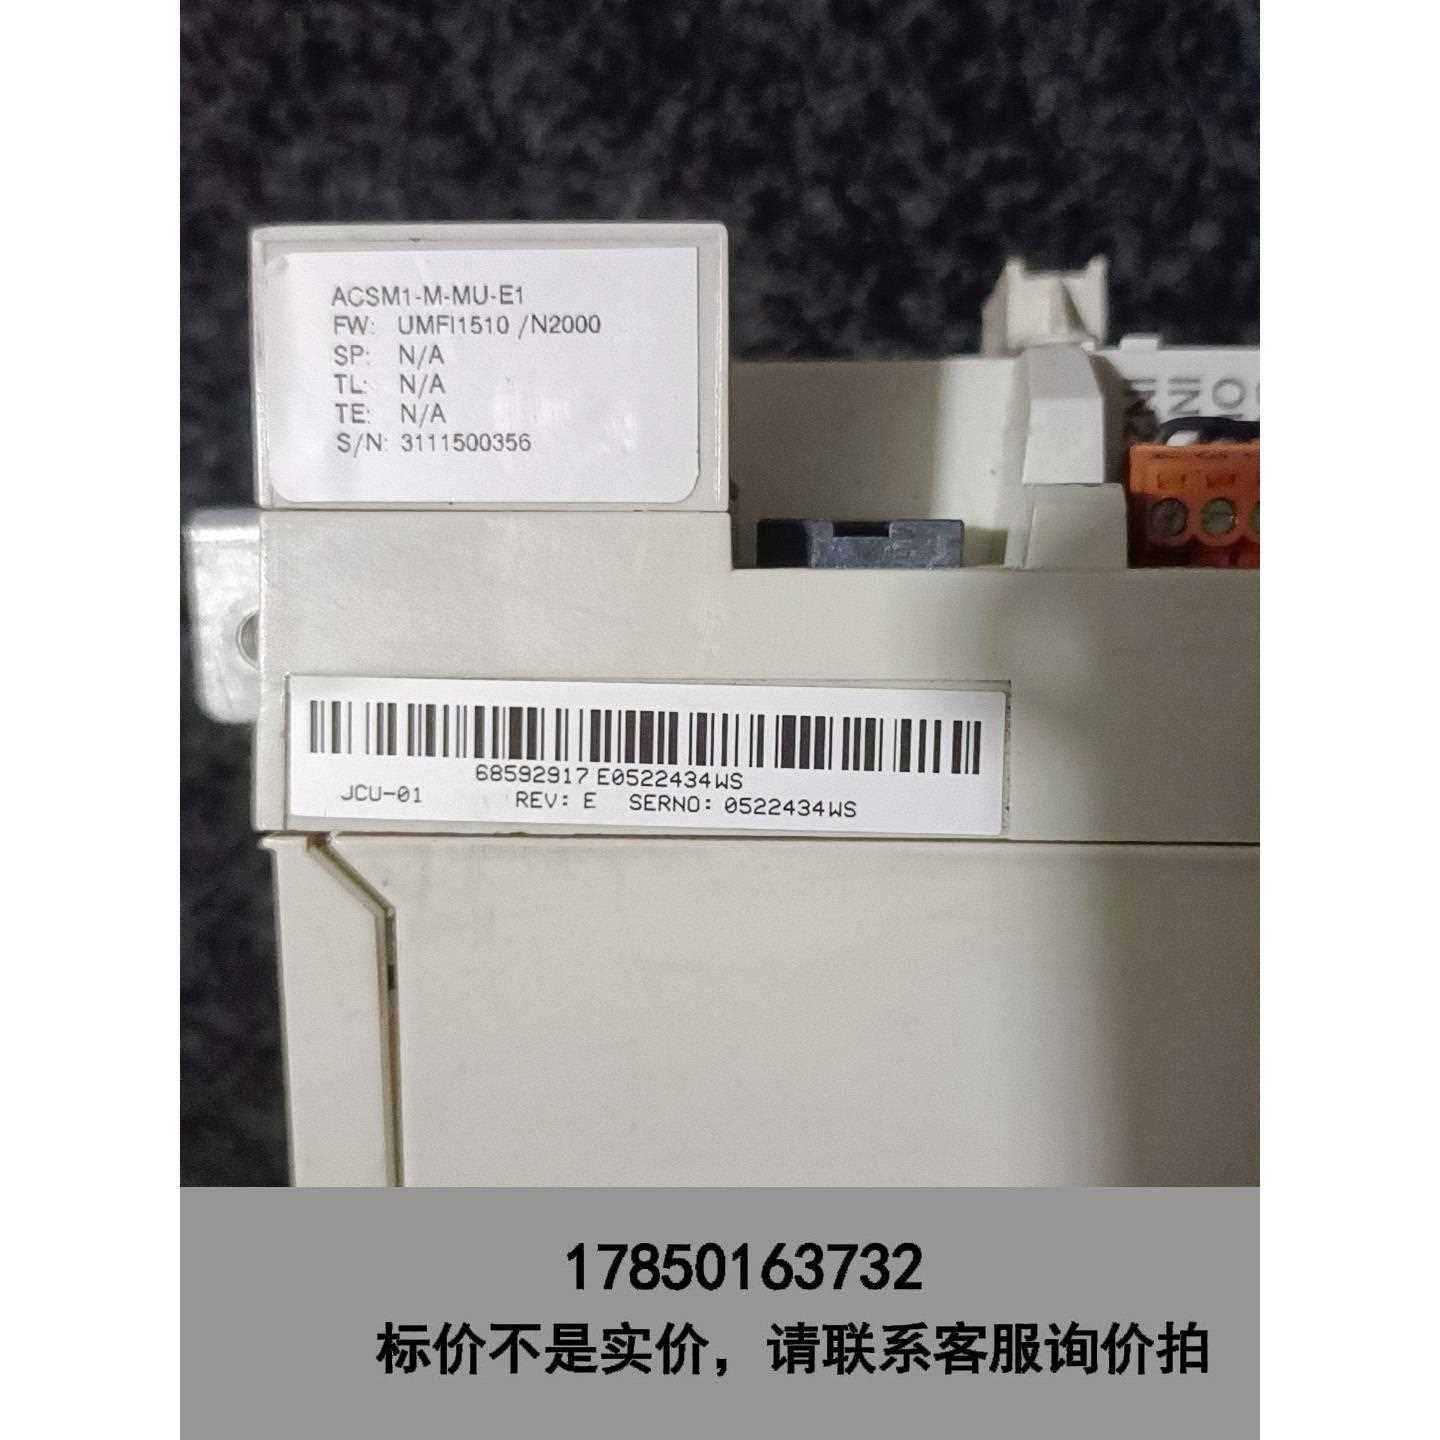 ACSM1-M-MU-E1
FW: UMFI1510 /N2000
SP: N/A
TL: N/A
TE: N/A
S/N: 3111500356
68592917 E0522434WS
JCU-01 REV: E SERNO: 0522434WS
17850163732
标价不是实价，请联系客服询价拍